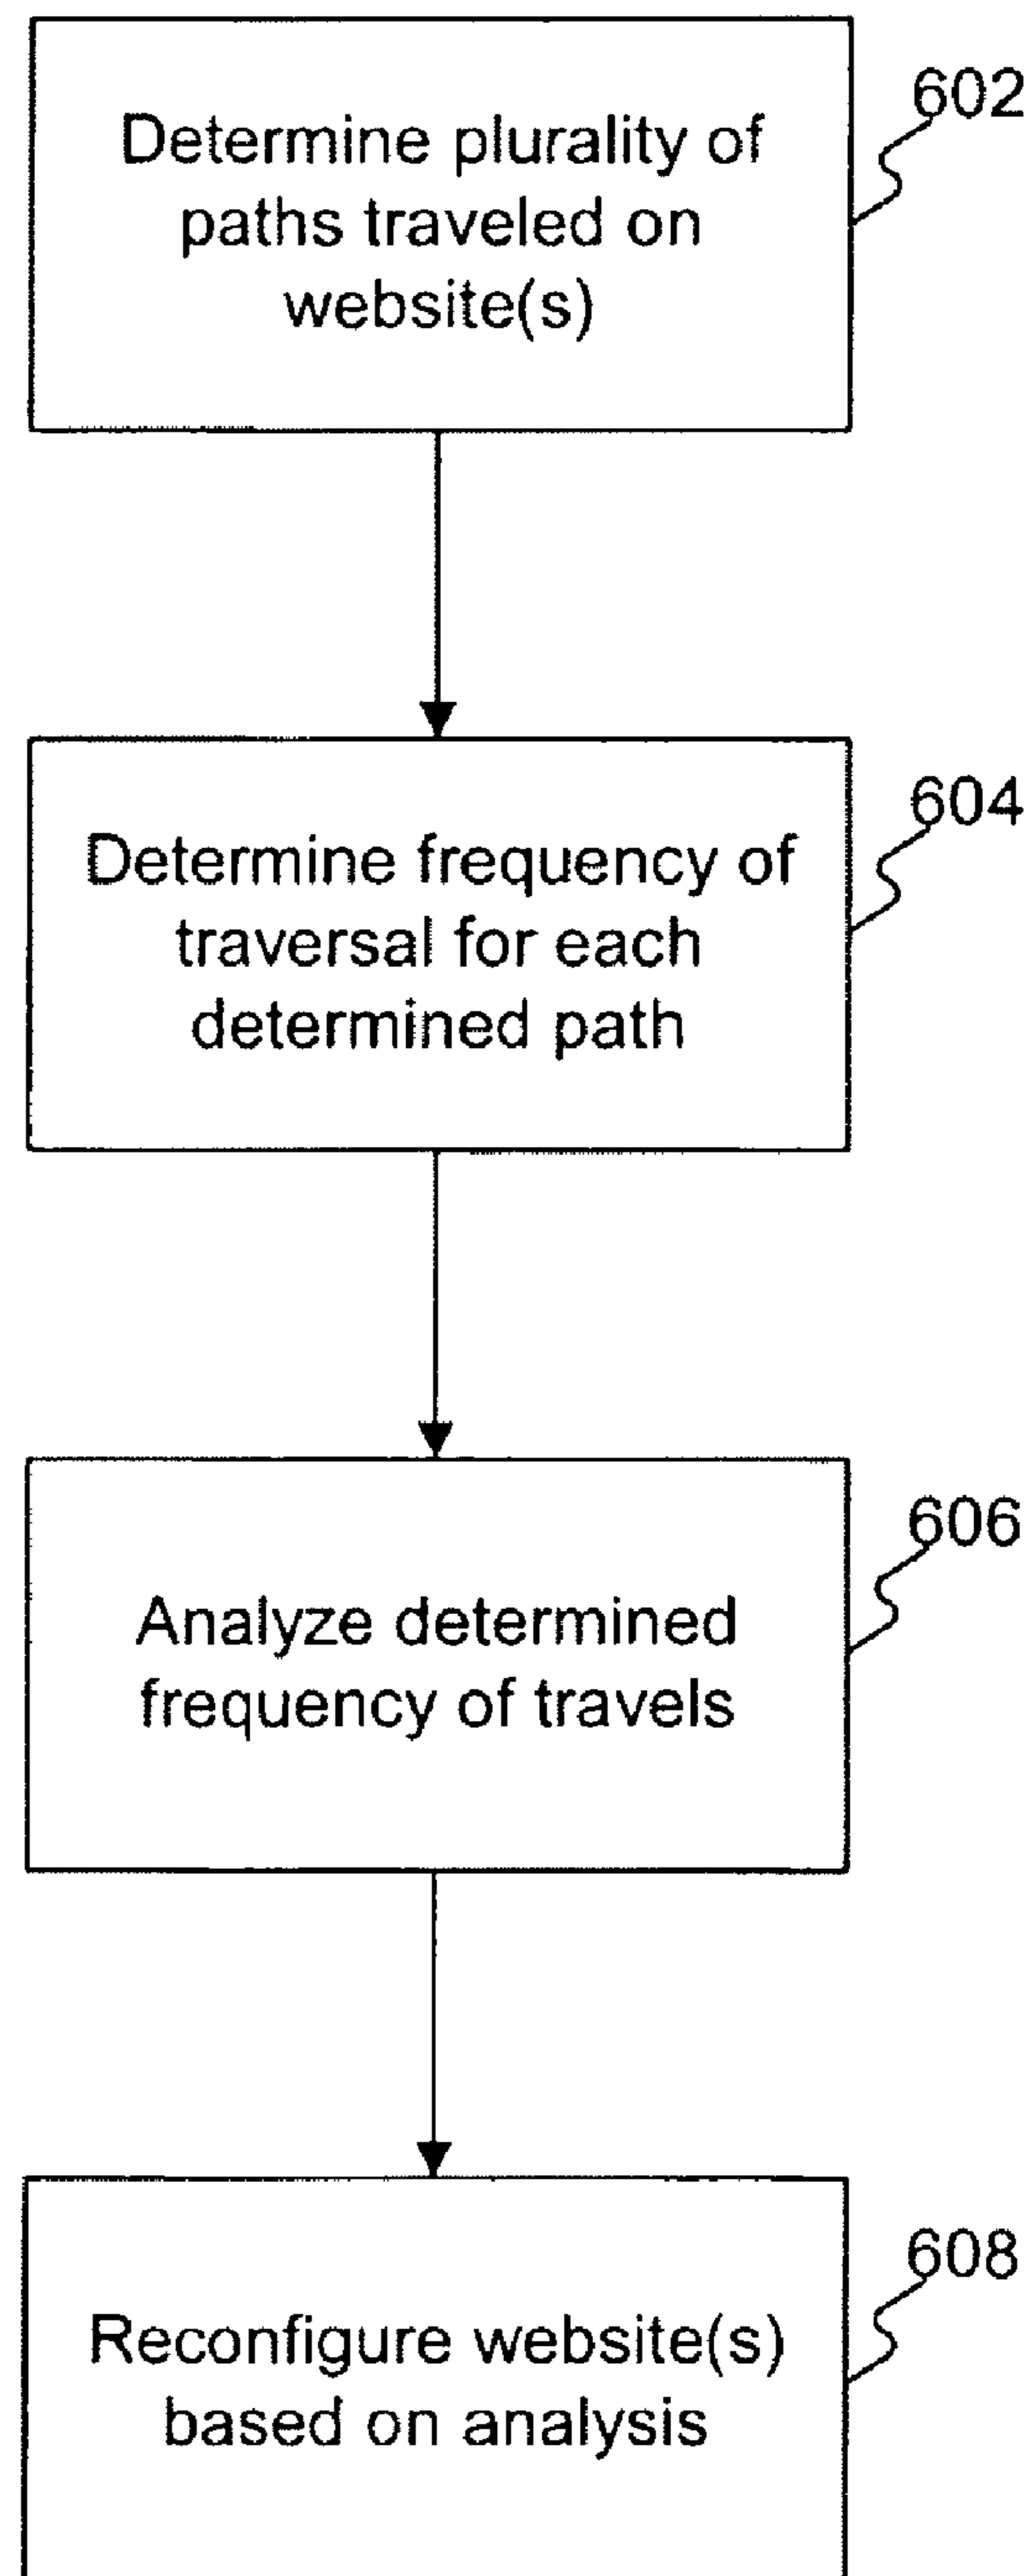 602
Determine plurality of
paths traveled on
website(s)
604
Determine frequency of
traversal for each
determined path
606
Analyze determined
frequency of travels
608
Reconfigure website(s)
based on analysis